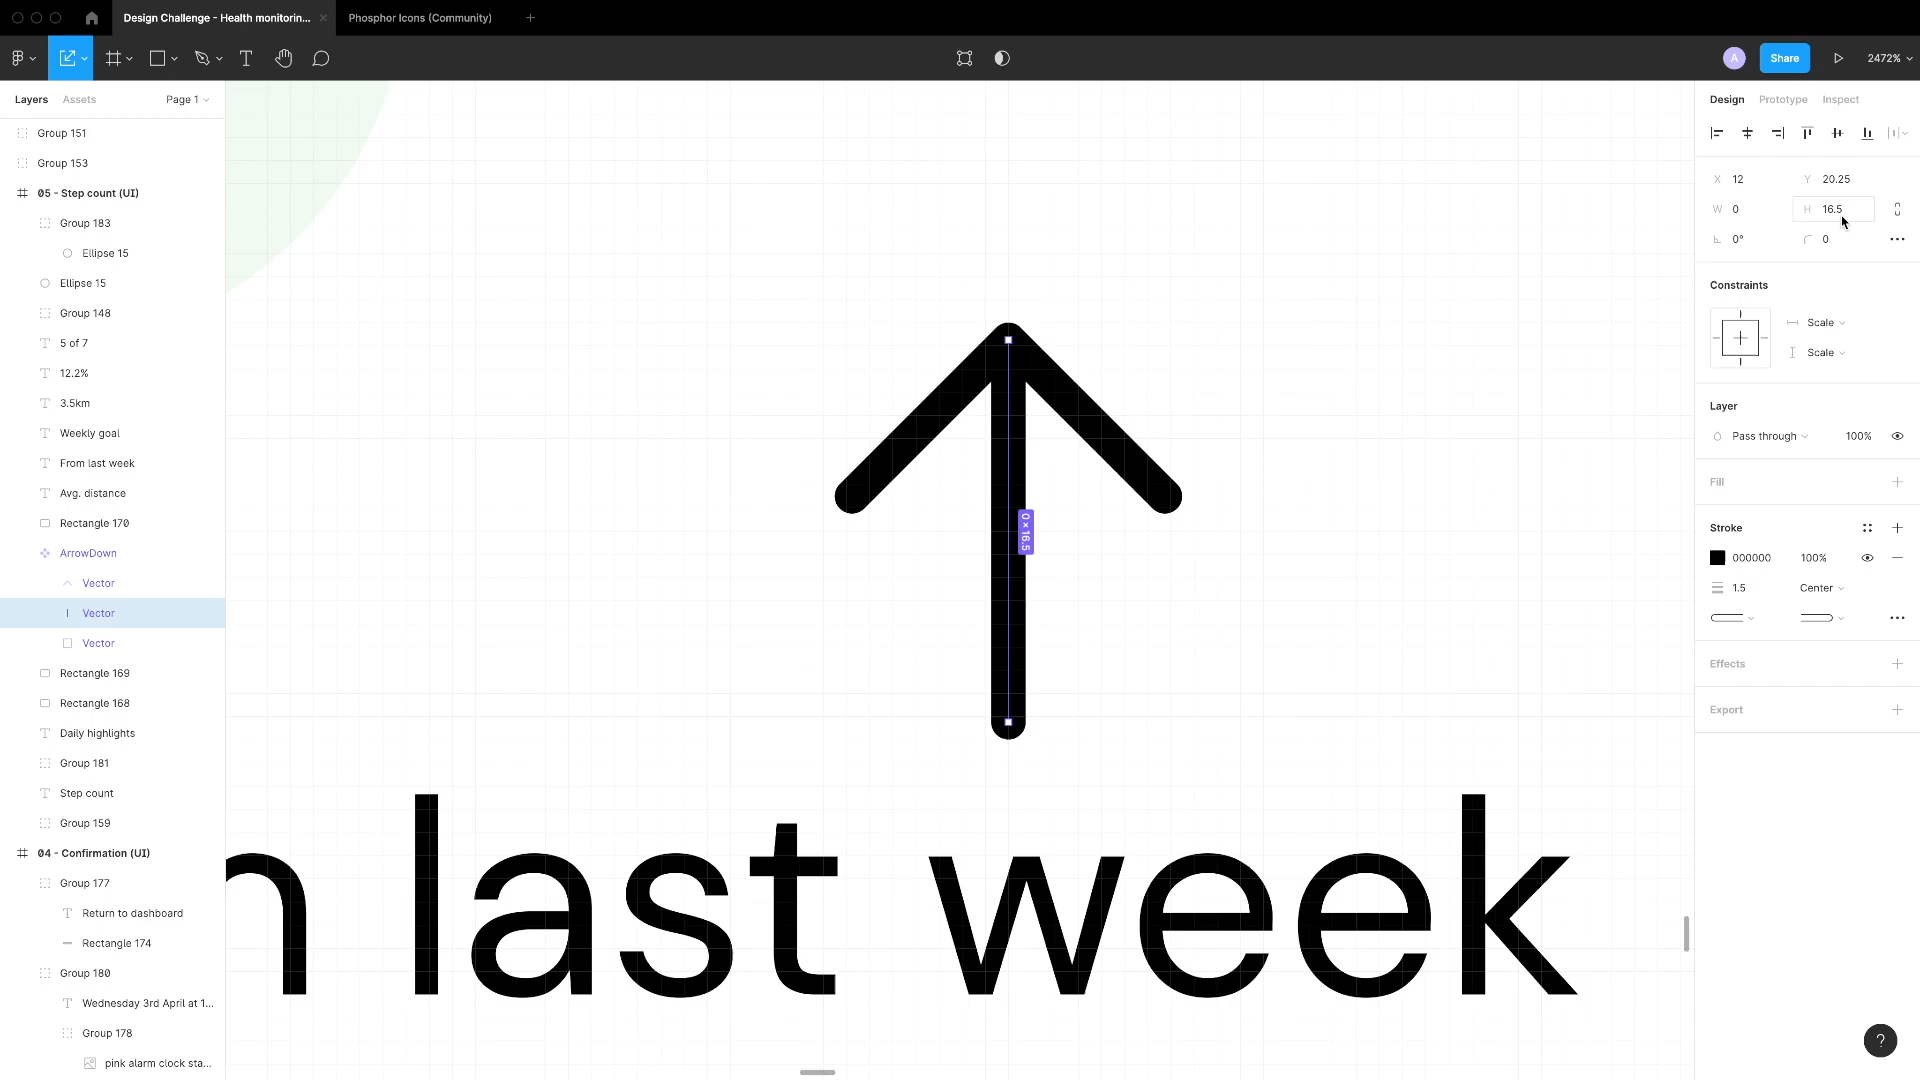 Design Challenge - Health monitorin...
Phosphor Icons (Community)
A
Share
2472%
Layers
Assets
Page 1
Group 151
Group 153
05 - Step count (UI)
Group 183
Ellipse 15
Ellipse 15
Group 148
5 of 7
12.2%
3.5km
Weekly goal
From last week
Avg. distance
Rectangle 170
ArrowDown
Vector
Vector
Vector
Rectangle 169
Rectangle 168
Daily highlights
Group 181
Step count
Group 159
04 - Confirmation (UI)
Group 177
Return to dashboard
Rectangle 174
Group 180
Wednesday 3rd April at 1...
Group 178
pink alarm clock sta...
0 × 16.5
m last week
Design
Prototype
Inspect
X 12
Y 20.25
W 0
H 16.5
0°
0
Constraints
Scale
Scale
Layer
Pass through
100%
Fill
Stroke
000000
100%
1.5
Center
Effects
Export
?